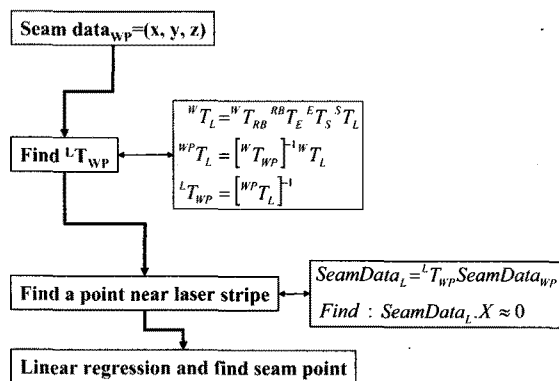 Seam data_WP=(x, y, z)
^W T_L = ^W T_RB ^RB T_E ^E T_S ^S T_L
Find ^L T_WP
^WP T_L = [^W T_WP]^-1 ^W T_L
^L T_WP = [^WP T_L]^-1
Find a point near laser stripe
SeamData_L = ^L T_WP SeamData_WP
Find : SeamData_L.X ≈ 0
Linear regression and find seam point